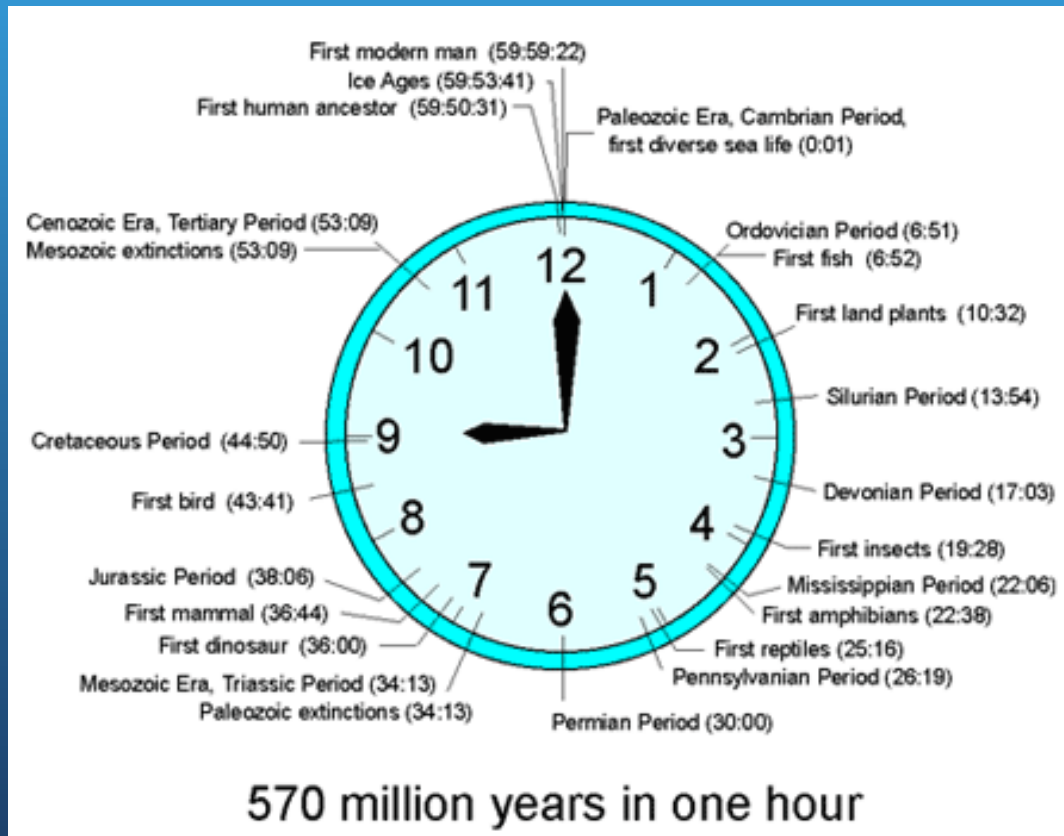 First modern man (59:59:22)
Ice Ages (59:53:41)
First human ancestor (59:50:31)
Paleozoic Era, Cambrian Period,
first diverse sea life (0:01)
Cenozoic Era, Tertiary Period (53:09)
Mesozoic extinctions (53:09)
Ordovician Period (6:51)
First fish (6:52)
First land plants (10:32)
Silurian Period (13:54)
Devonian Period (17:03)
First insects (19:28)
Mississippian Period (22:06)
First amphibians (22:38)
First reptiles (25:16)
Pennsylvanian Period (26:19)
Permian Period (30:00)
Mesozoic Era, Triassic Period (34:13)
Paleozoic extinctions (34:13)
First dinosaur (36:00)
First mammal (36:44)
Jurassic Period (38:06)
First bird (43:41)
Cretaceous Period (44:50)
12
1
2
3
4
5
6
7
8
9
10
11
570 million years in one hour